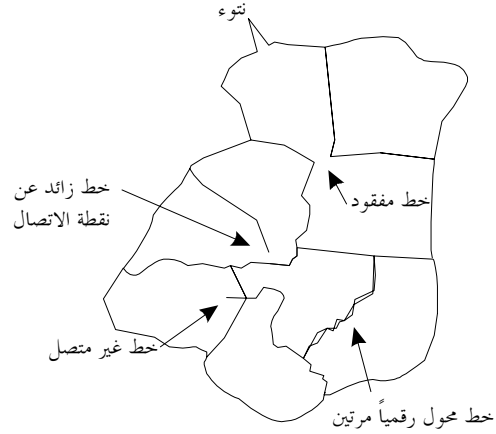 نتوء
خط زائد عن
نقطة الاتصال
خط مفقود
خط غير متصل
خط محول رقمياً مرتين